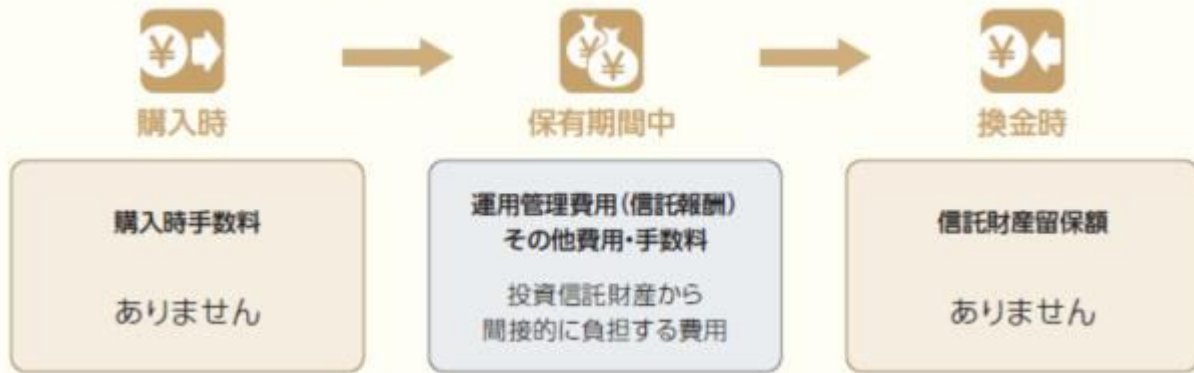 ¥
¥¥
¥
購入時
保有期間中
換金時
購入時手数料
ありません
運用管理費用(信託報酬)
その他費用・手数料
投資信託財産から
間接的に負担する費用
信託財産留保額
ありません